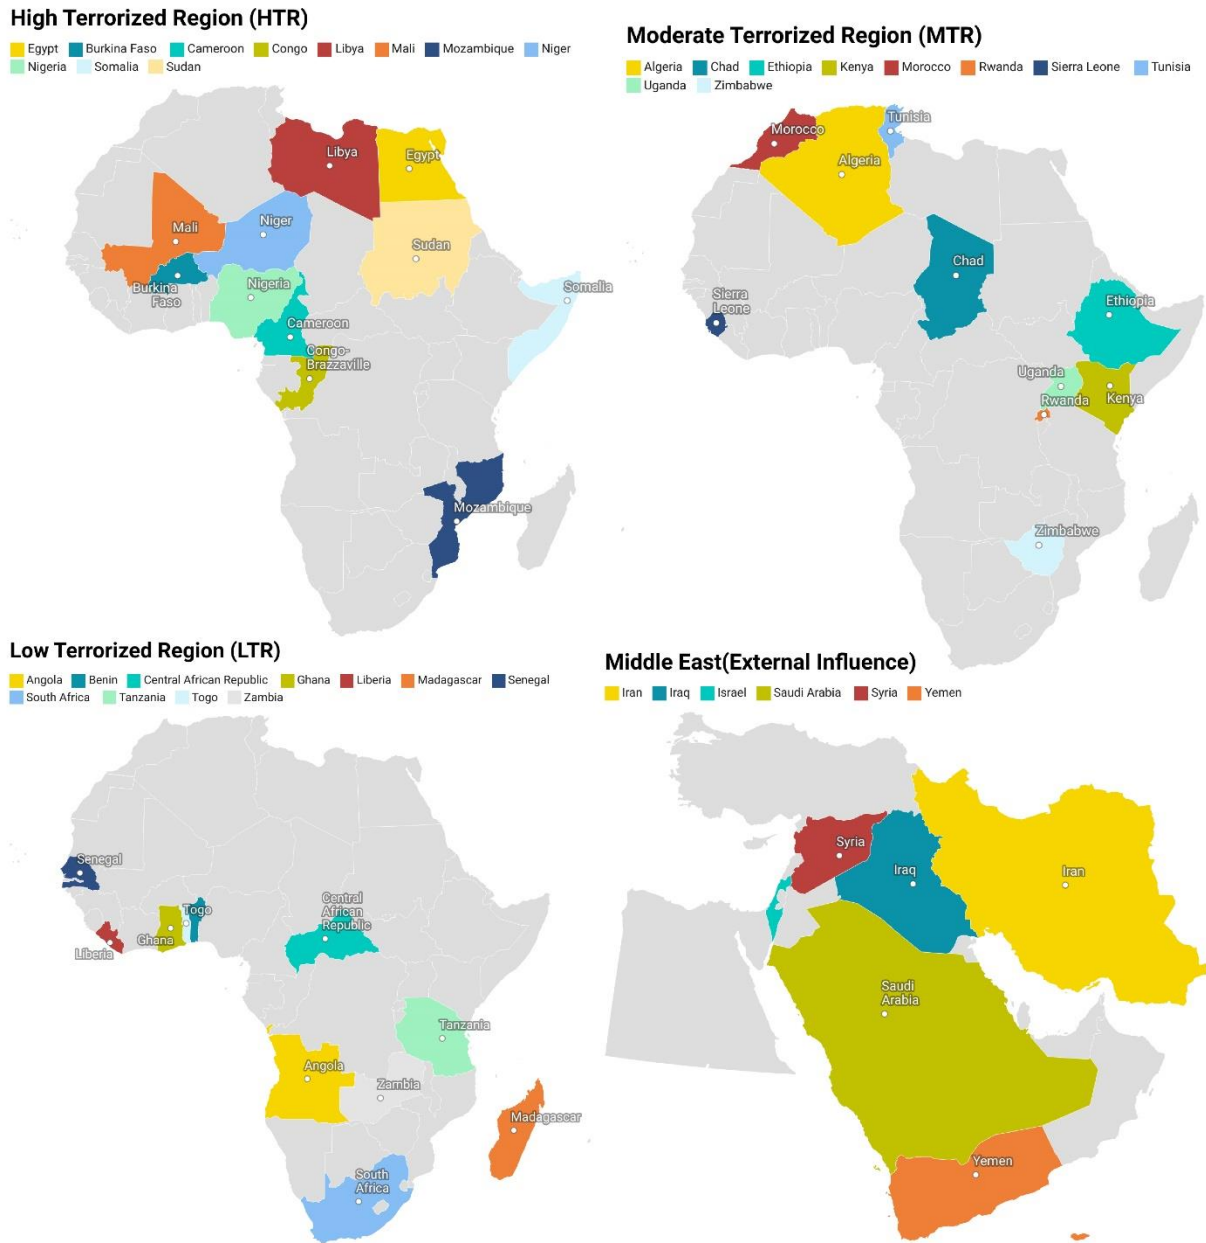 High Terrorized Region (HTR)
Egypt Burkina Faso Cameroon Congo Libya Mali Mozambique Niger
Nigeria Somalia Sudan
Libya
Egypt
Mali
Niger
Sudan
Burkina
Faso
Nigeria
Somalia
Cameroon
Congo-
Brazzaville
Mozambique
Moderate Terrorized Region (MTR)
Algeria Chad Ethiopia Kenya Morocco Rwanda Sierra Leone Tunisia
Uganda Zimbabwe
Morocco
Tunisia
Algeria
Chad
Sierra
Leone
Ethiopia
Uganda
Rwanda
Kenya
Zimbabwe
Low Terrorized Region (LTR)
Angola Benin Central African Republic Ghana Liberia Madagascar Senegal
South Africa Tanzania Togo Zambia
Senegal
Togo
Central
African
Republic
Ghana
Liberia
Tanzania
Angola
Zambia
Madagascar
South
Africa
Middle East(External Influence)
Iran Iraq Israel Saudi Arabia Syria Yemen
Syria
Iraq
Iran
Saudi
Arabia
Yemen